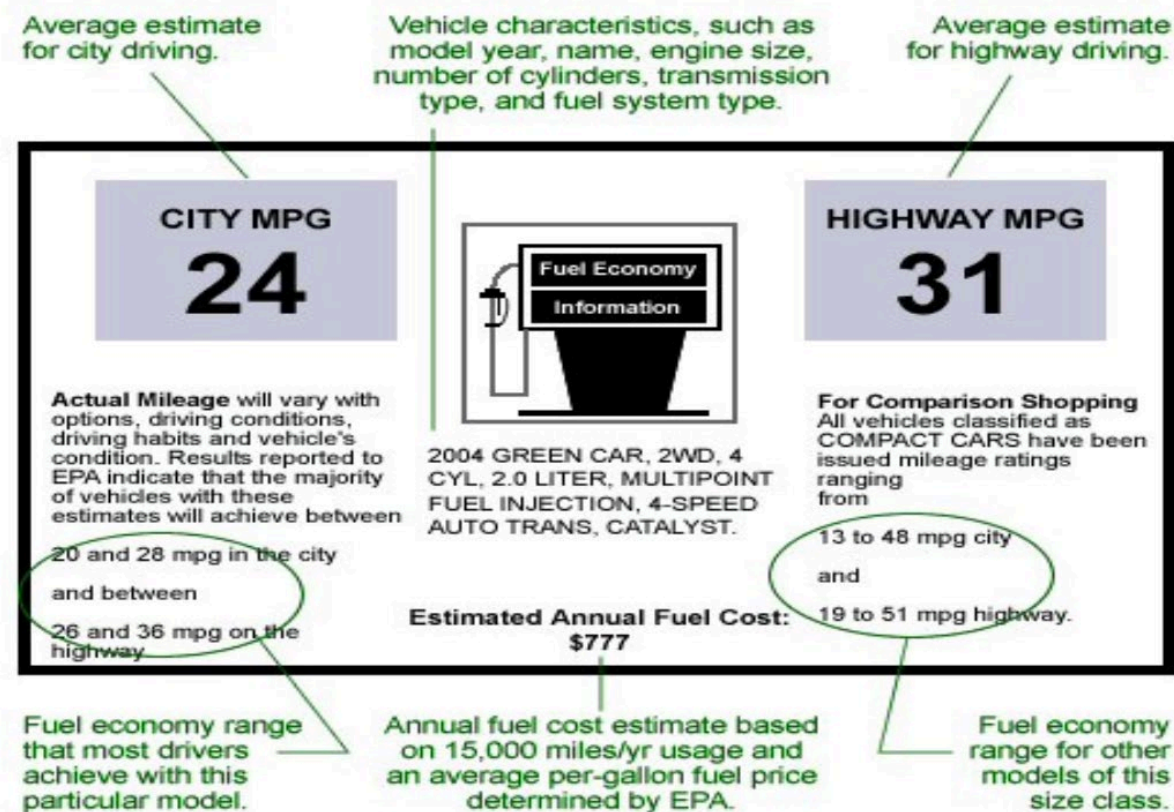 Average estimate
for city driving.
Vehicle characteristics, such as
model year, name, engine size,
number of cylinders, transmission
type, and fuel system type.
Average estimate
for highway driving.
CITY MPG
24
Fuel Economy
Information
HIGHWAY MPG
31
Actual Mileage will vary with
options, driving conditions,
driving habits and vehicle's
condition. Results reported to
EPA indicate that the majority
of vehicles with these
estimates will achieve between
20 and 28 mpg in the city
and between
26 and 36 mpg on the
highway
2004 GREEN CAR, 2WD, 4
CYL, 2.0 LITER, MULTIPOINT
FUEL INJECTION, 4-SPEED
AUTO TRANS, CATALYST.
Estimated Annual Fuel Cost:
$777
For Comparison Shopping
All vehicles classified as
COMPACT CARS have been
issued mileage ratings
ranging
from
13 to 48 mpg city
and
19 to 51 mpg highway.
Fuel economy range
that most drivers
achieve with this
particular model.
Annual fuel cost estimate based
on 15,000 miles/yr usage and
an average per-gallon fuel price
determined by EPA.
Fuel economy
range for other
models of this
size class.